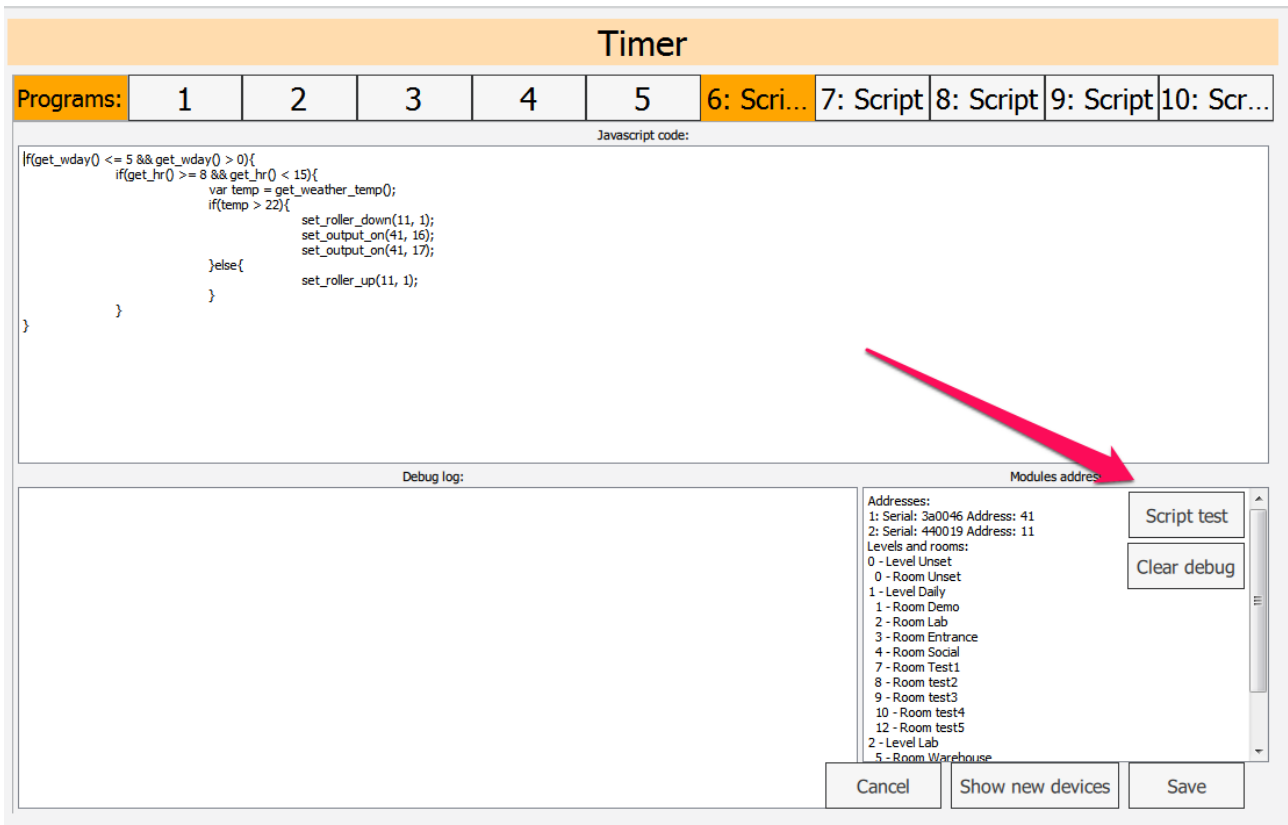 Timer
Programs: 1 2 3 4 5 6: Scri... 7: Script 8: Script 9: Script 10: Scr...
Javascript code:
if(get_wday() <= 5 && get_wday() > 0){
if(get_hr() >= 8 && get_hr() < 15){
var temp = get_weather_temp();
if(temp > 22){
set_roller_down(11, 1);
set_output_on(41, 16);
set_output_on(41, 17);
}else{
set_roller_up(11, 1);
}
}
}
Debug log:
Modules addres
Addresses:
1: Serial: 3a0046 Address: 41
2: Serial: 440019 Address: 11
Levels and rooms:
0 - Level Unset
0 - Room Unset
1 - Level Daily
1 - Room Demo
2 - Room Lab
3 - Room Entrance
4 - Room Social
7 - Room Test1
8 - Room test2
9 - Room test3
10 - Room test4
12 - Room test5
2 - Level Lab
5 - Room Warehouse
Script test
Clear debug
Cancel Show new devices Save